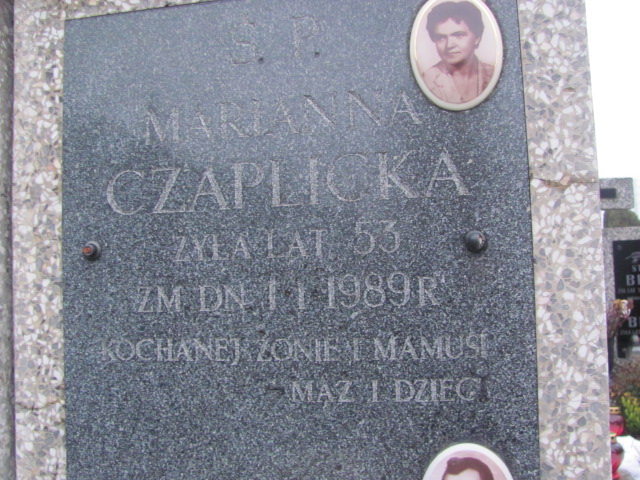 Ś. P.
MARIANNA
CZAPLICKA
ŻYŁA LAT 53
ZM DN 1 I 1989 R
KOCHANEJ ŻONIE I MAMUSI
- MĄŻ I DZIECI